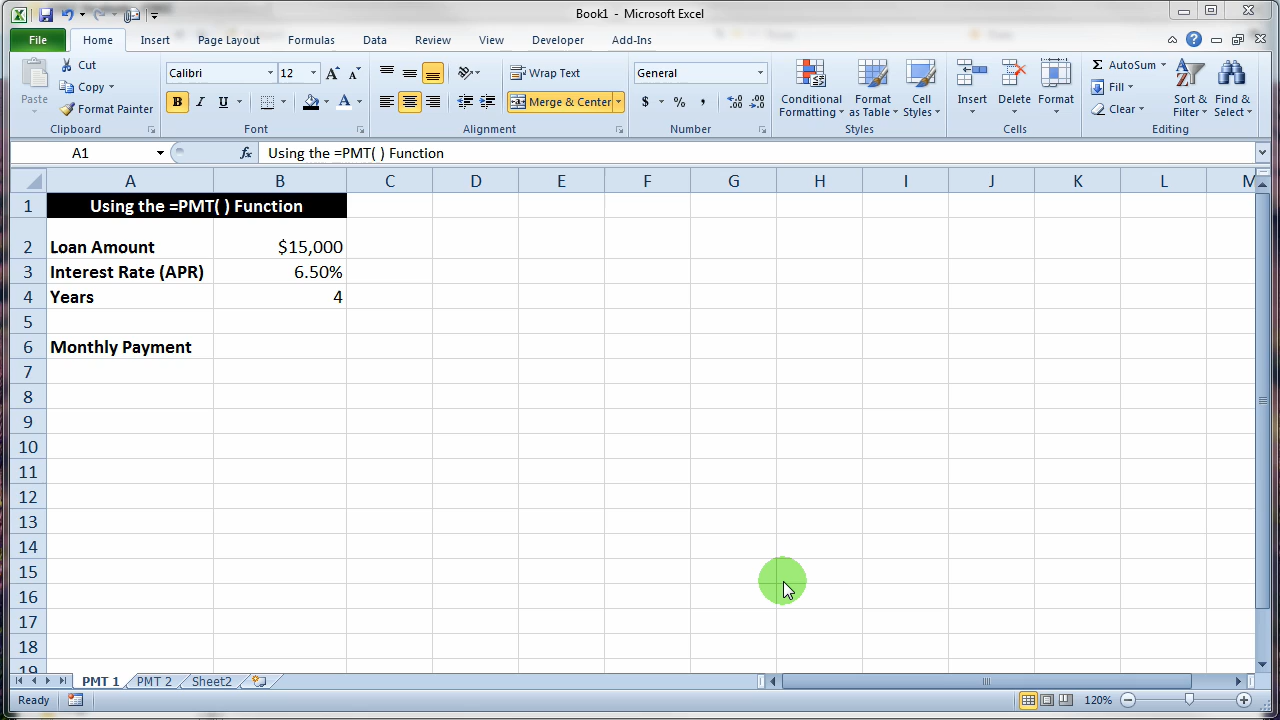 Book1 - Microsoft Excel
File Home Insert Page Layout Formulas Data Review View Developer Add-Ins
Paste
Cut
Copy
Format Painter
Clipboard
Calibri 12
B I U A
Font
Wrap Text
Merge & Center
Alignment
General
$ % ,
Number
Conditional Formatting
Format as Table
Cell Styles
Styles
Insert Delete Format
Cells
Σ AutoSum
Fill
Clear
Sort & Filter
Find & Select
Editing
A1 fx Using the =PMT( ) Function
A B C D E F G H I J K L M
1 Using the =PMT( ) Function
2 Loan Amount $15,000
3 Interest Rate (APR) 6.50%
4 Years 4
5
6 Monthly Payment
7
8
9
10
11
12
13
14
15
16
17
18
19
PMT 1 PMT 2 Sheet2
Ready 120%